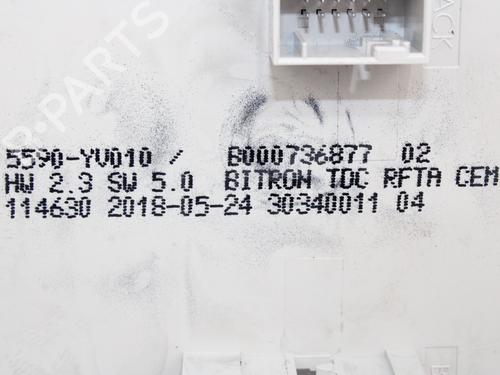 PACK
5590-YV010 / B000736877 02
HW 2.3 SW 5.0 BITRON TDC RFTA CEM
114630 2018-05-24 30340011 04